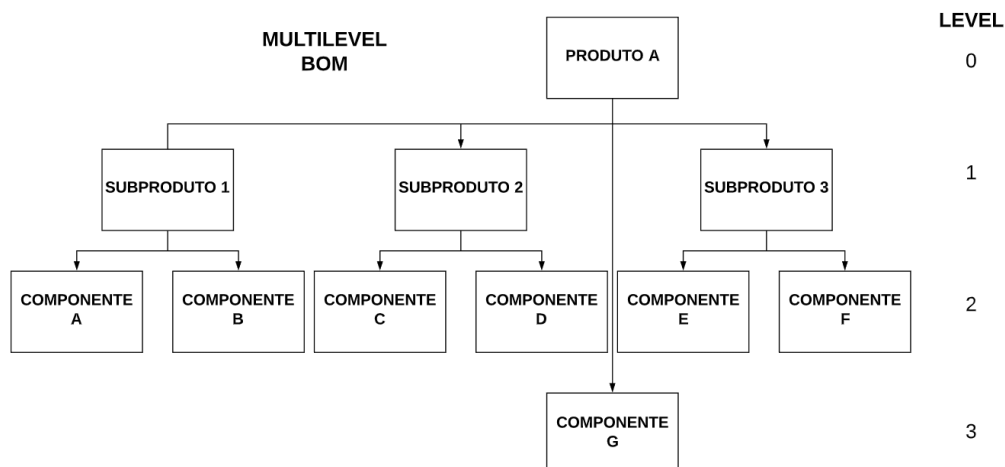 MULTILEVEL
BOM
LEVEL
PRODUTO A
0
SUBPRODUTO 1
SUBPRODUTO 2
SUBPRODUTO 3
1
COMPONENTE
A
COMPONENTE
B
COMPONENTE
C
COMPONENTE
D
COMPONENTE
E
COMPONENTE
F
2
COMPONENTE
G
3